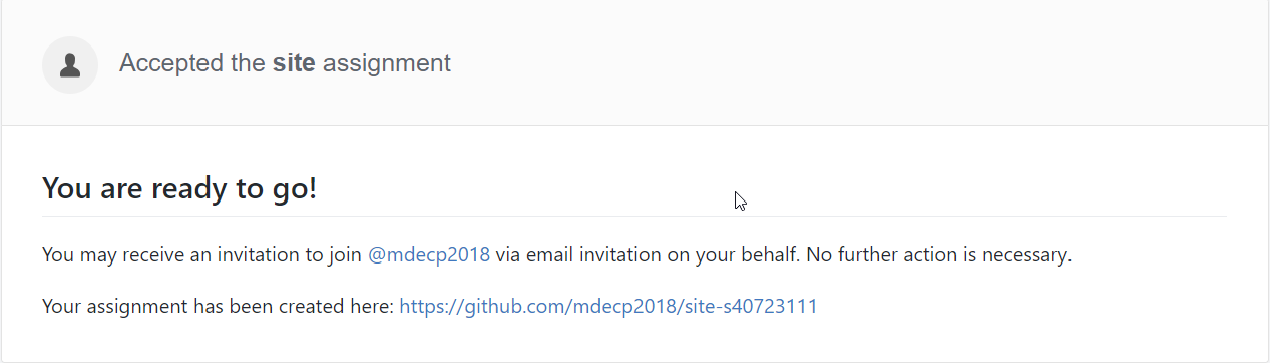 Accepted the site assignment
You are ready to go!
You may receive an invitation to join @mdecp2018 via email invitation on your behalf. No further action is necessary.
Your assignment has been created here: https://github.com/mdecp2018/site-s40723111